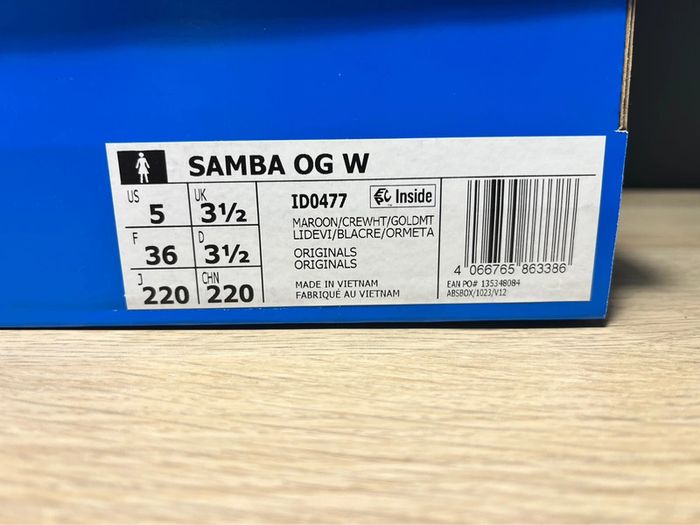 SAMBA OG W
US 5 UK 3½
F 36 D 3½
J 220 CHN 220
ID0477 Inside
MAROON/CREWHT/GOLDMT
LIDEVI/BLACRE/ORMETA
ORIGINALS
ORIGINALS
MADE IN VIETNAM
FABRIQUÉ AU VIETNAM
4 066765 863386
EAN PO# 135348084
ABSBOX/1023/V12